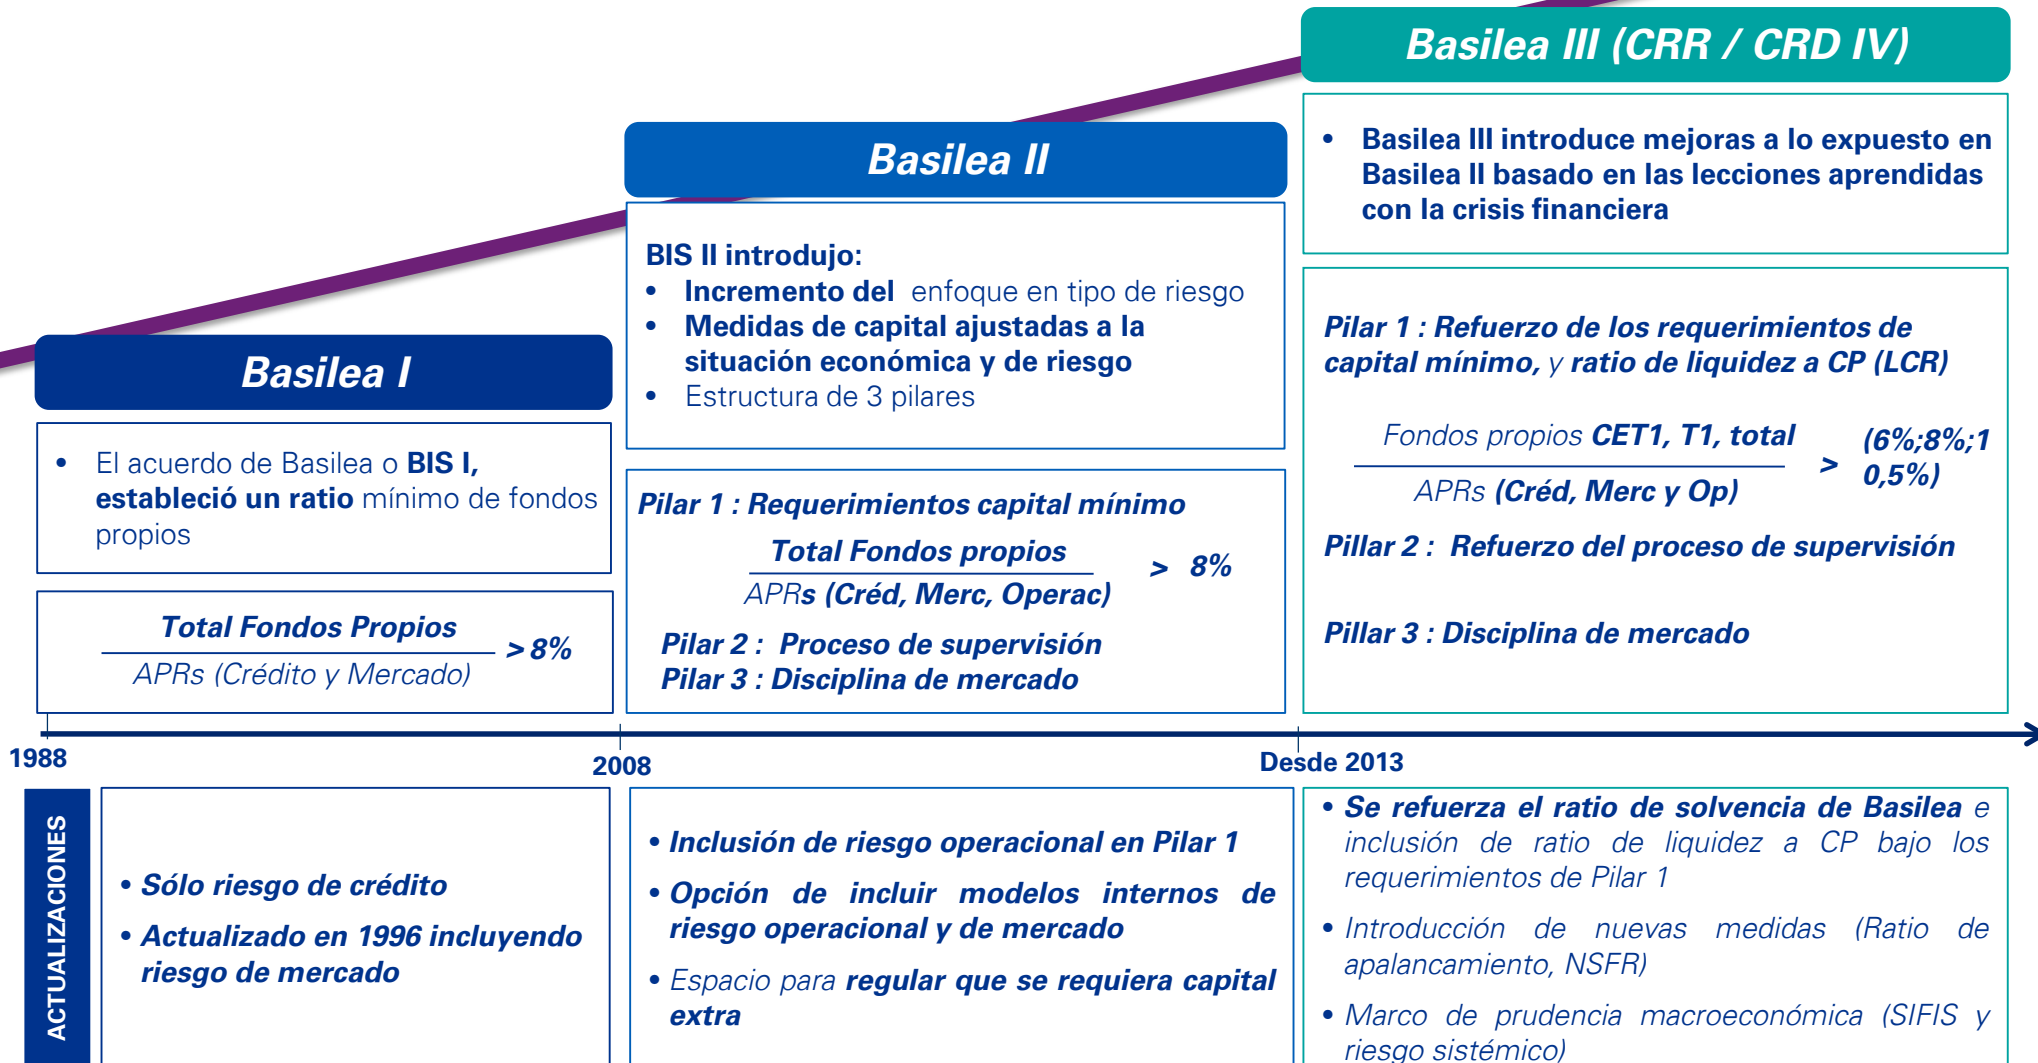 Basilea I
• El acuerdo de Basilea o BIS I,
estableció un ratio mínimo de fondos
propios
Total Fondos Propios
APRs (Crédito y Mercado)
> 8%
Basilea II
BIS II introdujo:
• Incremento del enfoque en tipo de riesgo
• Medidas de capital ajustadas a la
situación económica y de riesgo
• Estructura de 3 pilares
Pilar 1 : Requerimientos capital mínimo
Total Fondos propios
APRs (Créd, Merc, Operac)
> 8%
Pilar 2 : Proceso de supervisión
Pilar 3 : Disciplina de mercado
Basilea III (CRR / CRD IV)
• Basilea III introduce mejoras a lo expuesto en
Basilea II basado en las lecciones aprendidas
con la crisis financiera
Pilar 1 : Refuerzo de los requerimientos de
capital mínimo, y ratio de liquidez a CP (LCR)
Fondos propios CET1, T1, total
APRs (Créd, Merc y Op)
>
(6%;8%;1
0,5%)
Pillar 2 : Refuerzo del proceso de supervisión
Pillar 3 : Disciplina de mercado
1988
2008
Desde 2013
ACTUALIZACIONES
• Sólo riesgo de crédito
• Actualizado en 1996 incluyendo
riesgo de mercado
• Inclusión de riesgo operacional en Pilar 1
• Opción de incluir modelos internos de
riesgo operacional y de mercado
• Espacio para regular que se requiera capital
extra
• Se refuerza el ratio de solvencia de Basilea e
inclusión de ratio de liquidez a CP bajo los
requerimientos de Pilar 1
• Introducción de nuevas medidas (Ratio de
apalancamiento, NSFR)
• Marco de prudencia macroeconómica (SIFIS y
riesgo sistémico)